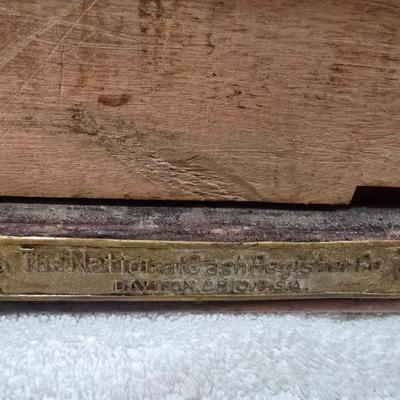 The National Cash Register Co
DAYTON, OHIO, U.S.A.